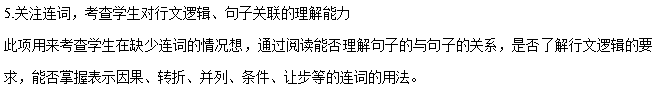 5.关注连词，考查学生对行文逻辑、句子关联的理解能力
此项用来考查学生在缺少连词的情况想，通过阅读能否理解句子的与句子的关系，是否了解行文逻辑的要
求，能否掌握表示因果、转折、并列、条件、让步等的连词的用法。